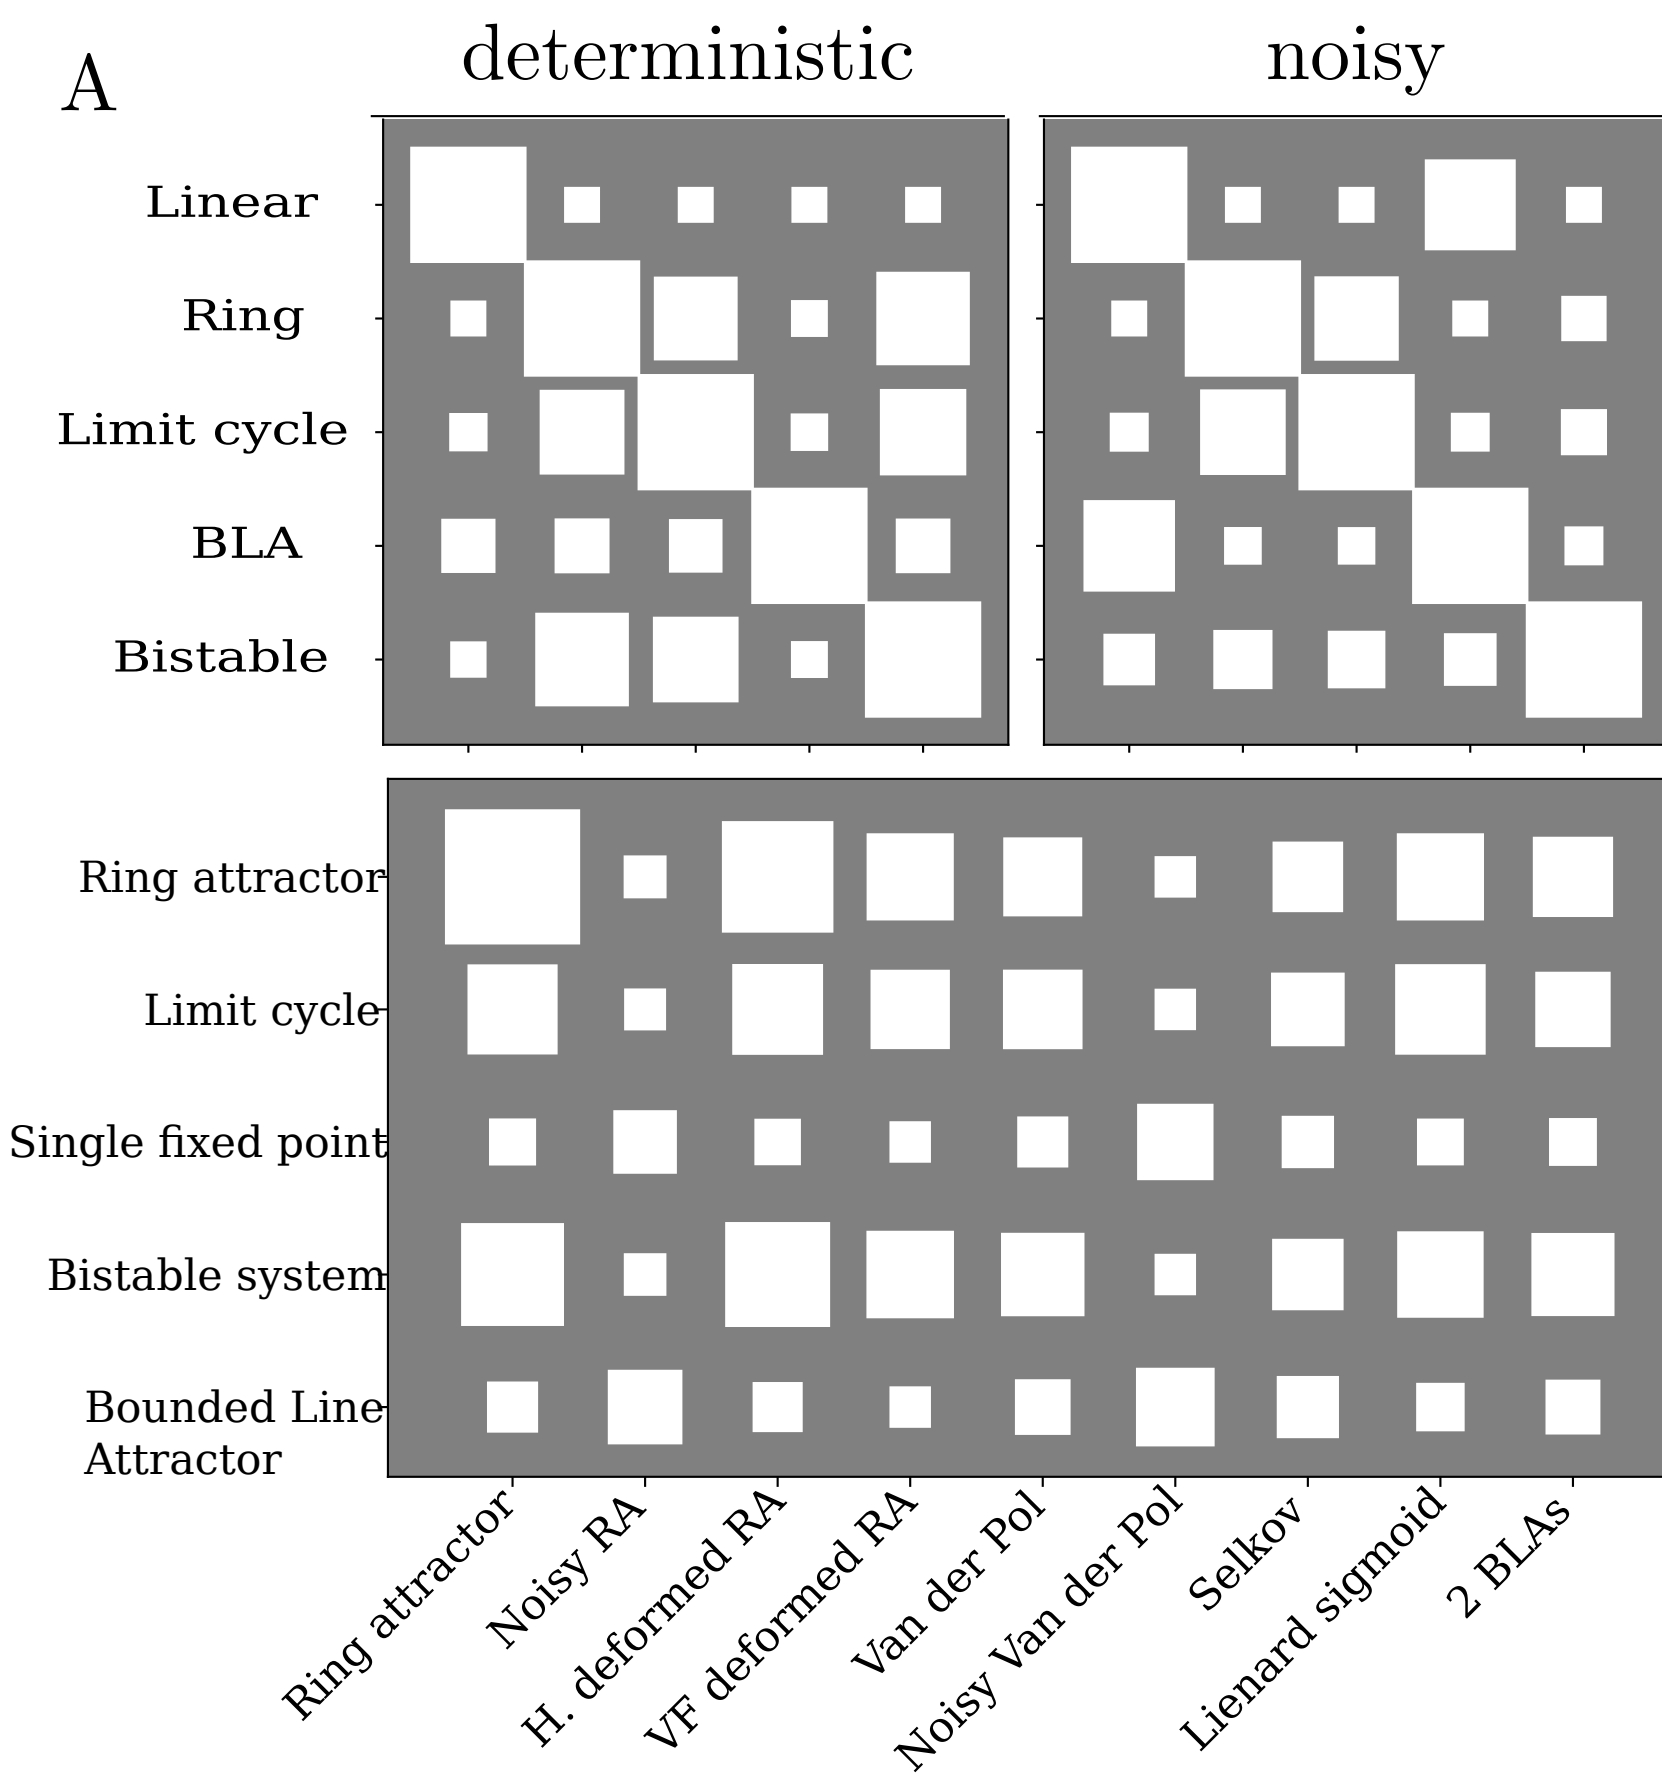 A
deterministic
noisy
Linear
Ring
Limit cycle
BLA
Bistable
Ring attractor
Limit cycle
Single fixed point
Bistable system
Bounded Line
Attractor
Ring attractor
Noisy RA
H. deformed RA
VF deformed RA
Van der Pol
Noisy Van der Pol
Selkov
Lienard sigmoid
2 BLAs